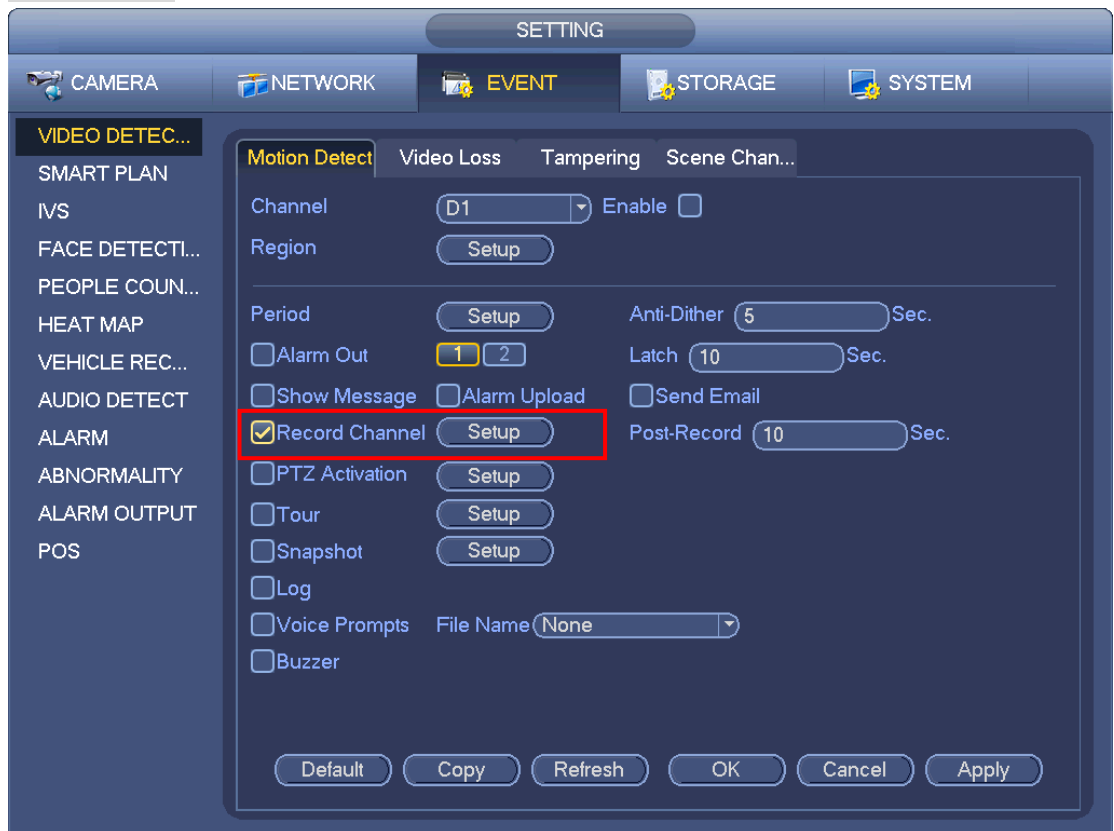 SETTING
CAMERA NETWORK EVENT STORAGE SYSTEM
VIDEO DETEC...
SMART PLAN
IVS
FACE DETECTI...
PEOPLE COUN...
HEAT MAP
VEHICLE REC...
AUDIO DETECT
ALARM
ABNORMALITY
ALARM OUTPUT
POS
Motion Detect Video Loss Tampering Scene Chan...
Channel D1 Enable
Region Setup
Period Setup Anti-Dither 5 Sec.
Alarm Out 1 2 Latch 10 Sec.
Show Message Alarm Upload Send Email
Record Channel Setup Post-Record 10 Sec.
PTZ Activation Setup
Tour Setup
Snapshot Setup
Log
Voice Prompts File Name None
Buzzer
Default Copy Refresh OK Cancel Apply